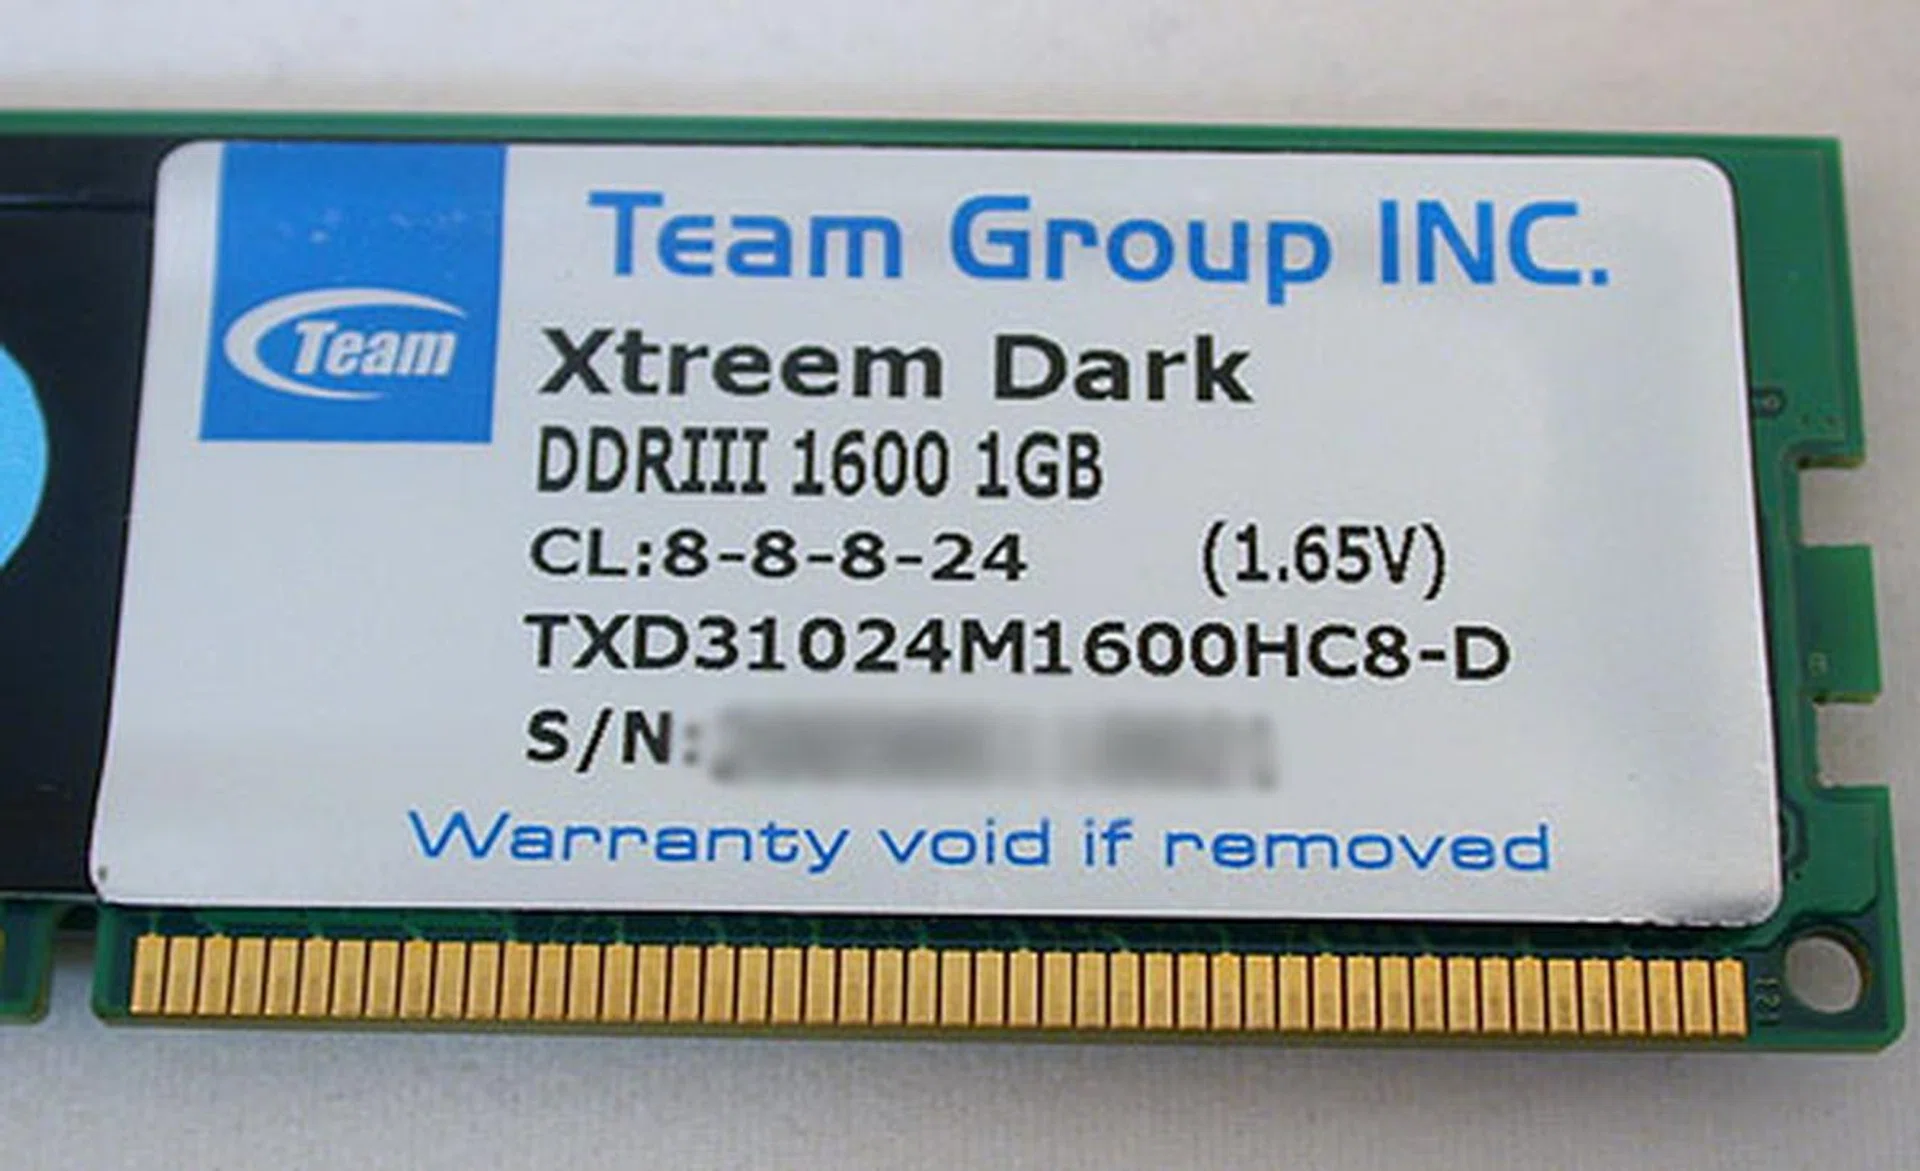 Team Group INC.
Team
Xtreem Dark
DDRIII 1600 1GB
CL:8-8-8-24 (1.65V)
TXD31024M1600HC8-D
S/N:
Warranty void if removed
121